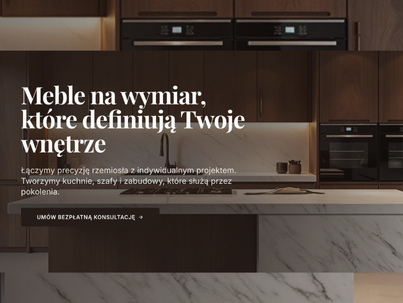 Meble na wymiar,
które definiują Twoje
wnętrze
Łączymy precyzję rzemiosła z indywidualnym projektem.
Tworzymy kuchnie, szafy i zabudowy, które służą przez
pokolenia.
UMÓW BEZPŁATNĄ KONSULTACJĘ →